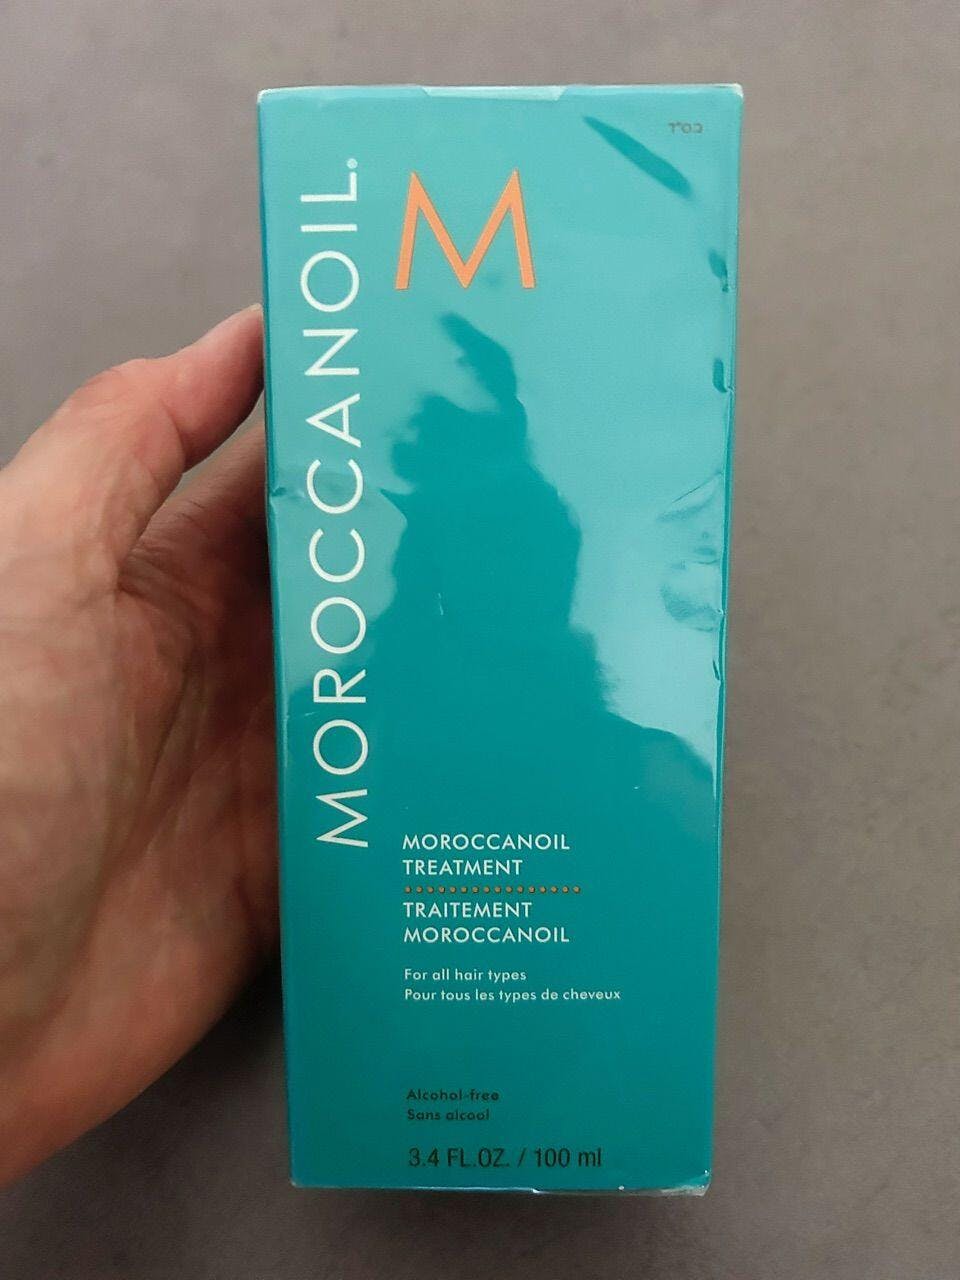 בס"ד
M
MOROCCANOIL®
MOROCCANOIL
TREATMENT
TRAITEMENT
MOROCCANOIL
For all hair types
Pour tous les types de cheveux
Alcohol-free
Sans alcool
3.4 FL.OZ. / 100 ml